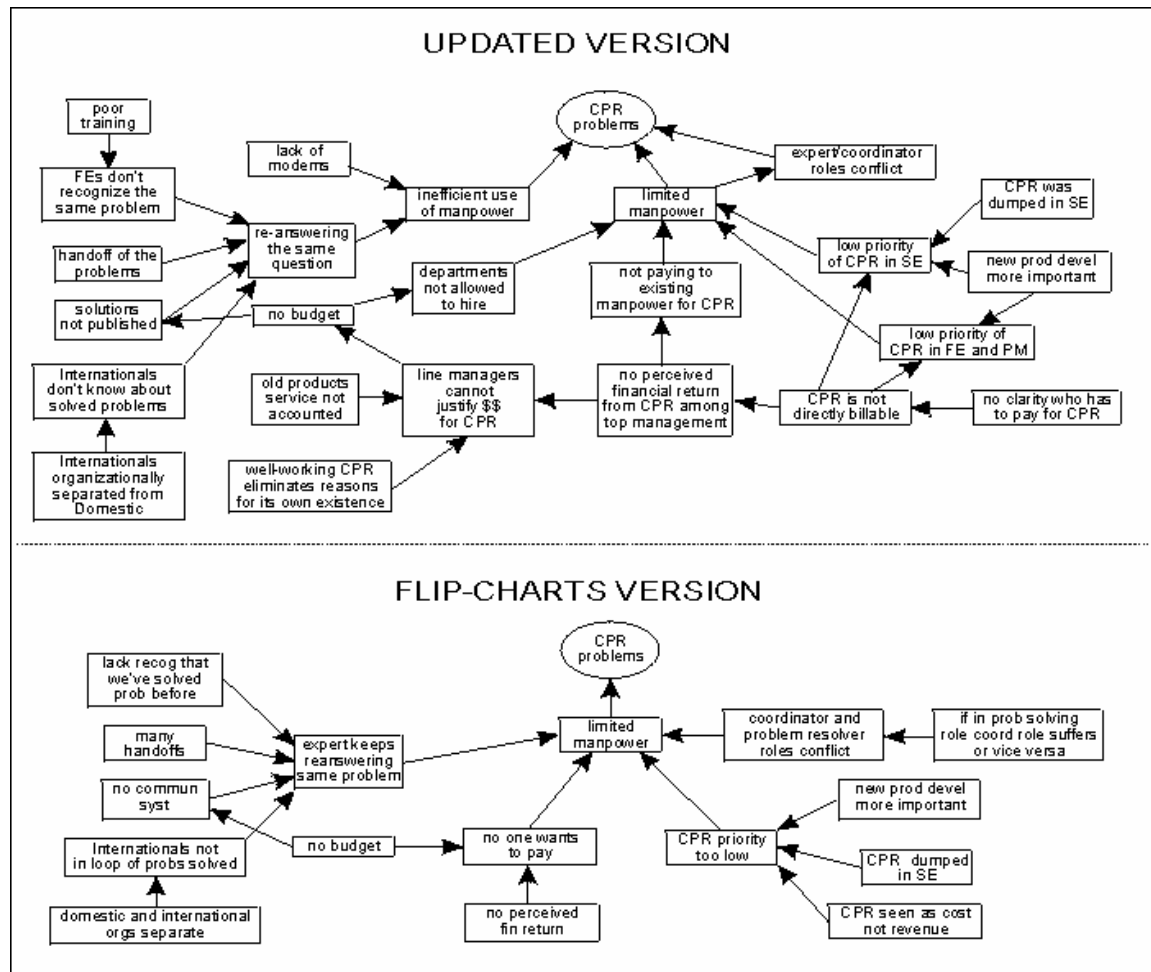 UPDATED VERSION
poor
training
CPR
problems
lack of
modems
expert/coordinator
roles conflict
FEs don't
recognize the
same problem
inefficient use
of manpower
limited
manpower
CPR was
dumped in SE
re-answering
the same
question
low priority
of CPR in SE
handoff of the
problems
departments
not allowed
to hire
not paying to
existing
manpower for CPR
new prod devel
more important
solutions
not published
no budget
low priority of
CPR in FE and PM
Internationals
don't know about
solved problems
old products
service not
accounted
line managers
cannot
justify $$
for CPR
no perceived
financial return
from CPR among
top management
CPR is not
directly billable
no clarity who has
to pay for CPR
Internationals
organizationally
separated from
Domestic
well-working CPR
eliminates reasons
for its own existence
FLIP-CHARTS VERSION
CPR
problems
lack recog that
we've solved
prob before
many
handoffs
expert keeps
reanswering
same problem
limited
manpower
coordinator and
problem resolver
roles conflict
if in prob solving
role coord role suffers
or vice versa
no commun
syst
new prod devel
more important
Internationals not
in loop of probs solved
no budget
no one wants
to pay
CPR priority
too low
CPR dumped
in SE
domestic and international
orgs separate
no perceived
fin return
CPR seen as cost
not revenue